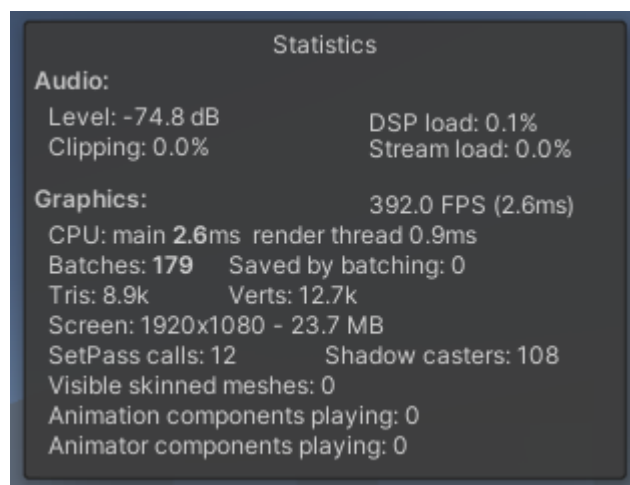 Statistics
Audio:
Level: -74.8 dB DSP load: 0.1%
Clipping: 0.0% Stream load: 0.0%
Graphics: 392.0 FPS (2.6ms)
CPU: main 2.6ms render thread 0.9ms
Batches: 179 Saved by batching: 0
Tris: 8.9k Verts: 12.7k
Screen: 1920x1080 - 23.7 MB
SetPass calls: 12 Shadow casters: 108
Visible skinned meshes: 0
Animation components playing: 0
Animator components playing: 0